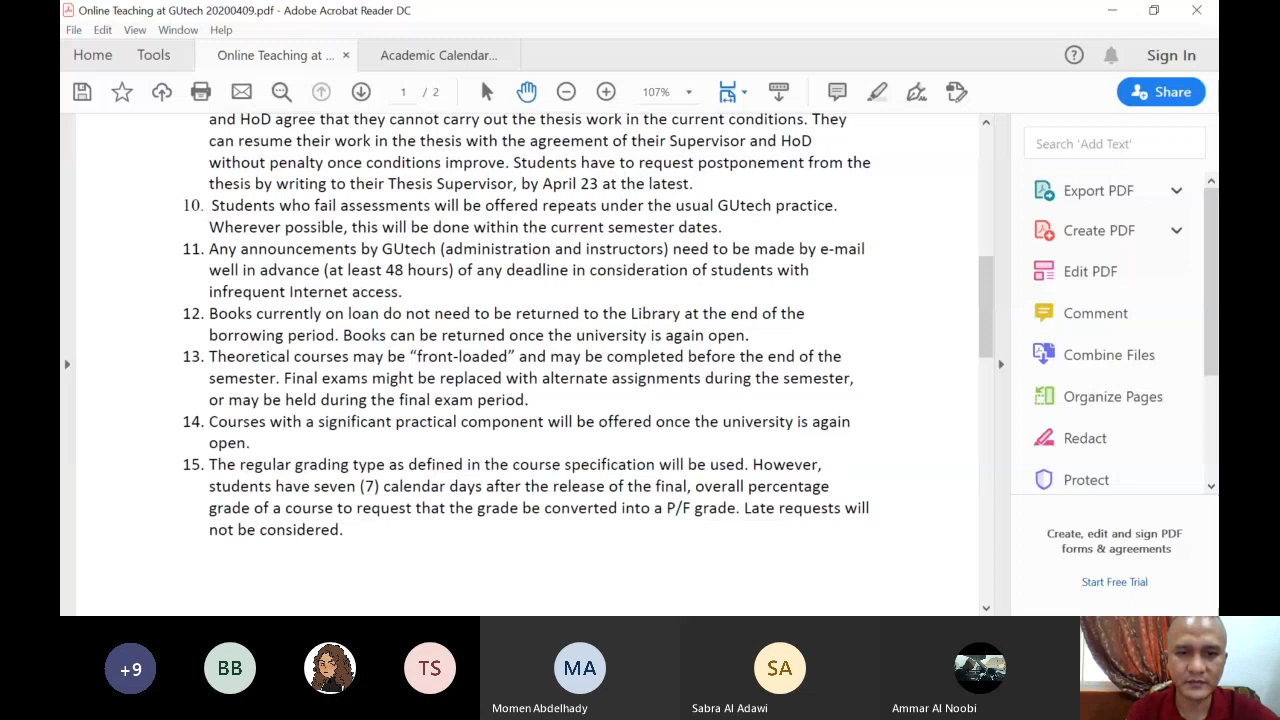 Online Teaching at GUtech 20200409.pdf - Adobe Acrobat Reader DC
File Edit View Window Help
Home Tools Online Teaching at ... × Academic Calendar... Sign In
1 / 2 107% Share
and HoD agree that they cannot carry out the thesis work in the current conditions. They
can resume their work in the thesis with the agreement of their Supervisor and HoD
without penalty once conditions improve. Students have to request postponement from the
thesis by writing to their Thesis Supervisor, by April 23 at the latest.
10. Students who fail assessments will be offered repeats under the usual GUtech practice.
Wherever possible, this will be done within the current semester dates.
11. Any announcements by GUtech (administration and instructors) need to be made by e-mail
well in advance (at least 48 hours) of any deadline in consideration of students with
infrequent Internet access.
12. Books currently on loan do not need to be returned to the Library at the end of the
borrowing period. Books can be returned once the university is again open.
13. Theoretical courses may be “front-loaded” and may be completed before the end of the
semester. Final exams might be replaced with alternate assignments during the semester,
or may be held during the final exam period.
14. Courses with a significant practical component will be offered once the university is again
open.
15. The regular grading type as defined in the course specification will be used. However,
students have seven (7) calendar days after the release of the final, overall percentage
grade of a course to request that the grade be converted into a P/F grade. Late requests will
not be considered.
Search 'Add Text'
Export PDF
Create PDF
Edit PDF
Comment
Combine Files
Organize Pages
Redact
Protect
Create, edit and sign PDF
forms & agreements
Start Free Trial
+9 BB TS MA SA
Momen Abdelhady Sabra Al Adawi Ammar Al Noobi